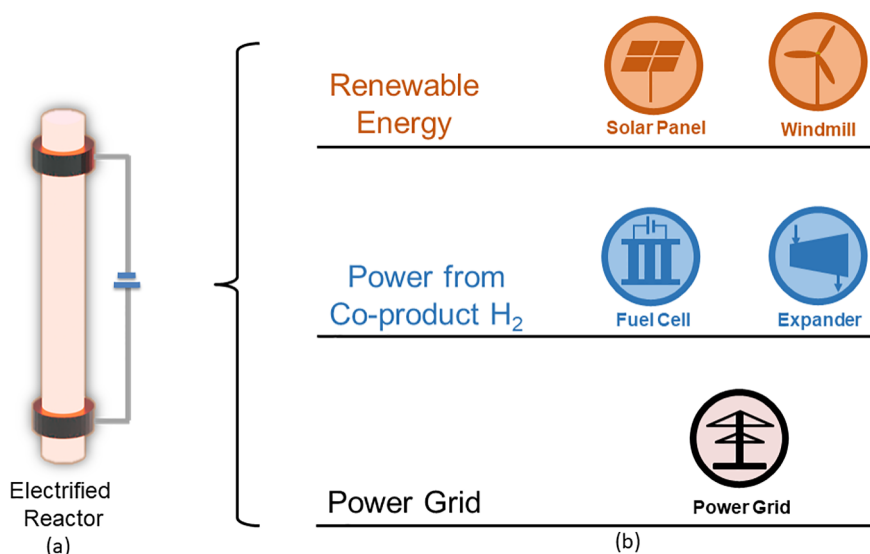 Renewable
Energy
Solar Panel
Windmill
Power from
Co-product H₂
Fuel Cell
Expander
Electrified
Reactor
(a)
Power Grid
Power Grid
(b)